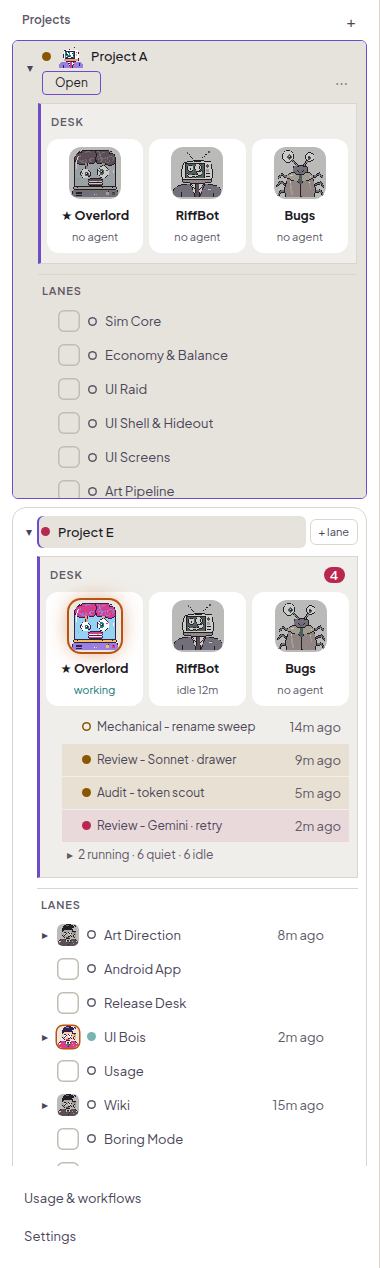 Projects +
▾ Project A
Open ...
DESK
★ Overlord RiffBot Bugs
no agent no agent no agent
LANES
Sim Core
Economy & Balance
UI Raid
UI Shell & Hideout
UI Screens
Art Pipeline
▾ Project E + lane
DESK 4
★ Overlord RiffBot Bugs
working idle 12m no agent
Mechanical - rename sweep 14m ago
Review - Sonnet · drawer 9m ago
Audit - token scout 5m ago
Review - Gemini · retry 2m ago
▸ 2 running · 6 quiet · 6 idle
LANES
▸ Art Direction 8m ago
Android App
Release Desk
▸ UI Bois 2m ago
Usage
▸ Wiki 15m ago
Boring Mode
Usage & workflows
Settings